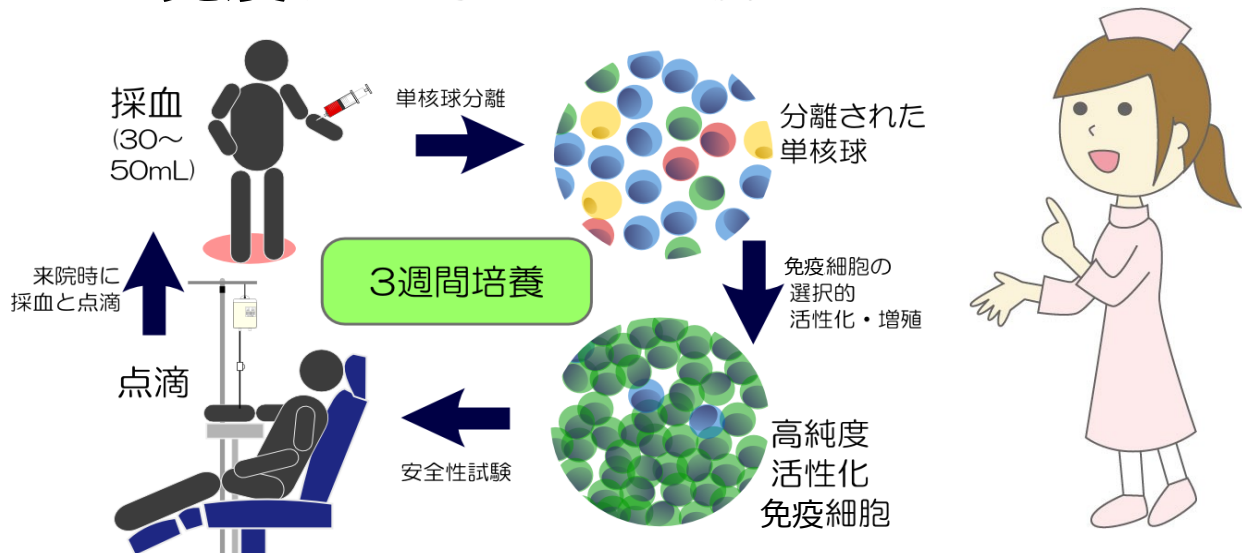 採血
(30〜
50mL)
単核球分離
分離された
単核球
来院時に
採血と点滴
3週間培養
免疫細胞の
選択的
活性化・増殖
点滴
安全性試験
高純度
活性化
免疫細胞